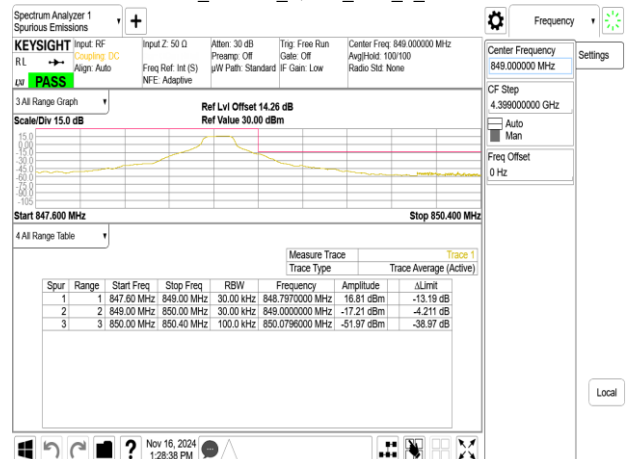 Spectrum Analyzer 1
Spurious Emissions
Frequency
KEYSIGHT Input: RF Input Z: 50 Ω Atten: 30 dB Trig: Free Run Center Freq: 849.000000 MHz
RL Coupling: DC Preamp: Off Gate: Off Avg|Hold: 100/100
Align: Auto Freq Ref: Int (S) µW Path: Standard IF Gain: Low Radio Std: None
PASS NFE: Adaptive
Center Frequency
849.000000 MHz
Settings
CF Step
4.399000000 GHz
Auto
Man
Freq Offset
0 Hz
3 All Range Graph
Ref Lvl Offset 14.26 dB
Scale/Div 15.0 dB Ref Value 30.00 dBm
15.0
0.00
-15.0
-30.0
-45.0
-60.0
-75.0
-90.0
-105
Start 847.600 MHz Stop 850.400 MHz
4 All Range Table
Measure Trace Trace 1
Trace Type Trace Average (Active)
Spur Range Start Freq Stop Freq RBW Frequency Amplitude ΔLimit
1 1 847.60 MHz 849.00 MHz 30.00 kHz 848.7970000 MHz 16.81 dBm -13.19 dB
2 2 849.00 MHz 850.00 MHz 30.00 kHz 849.0000000 MHz -17.21 dBm -4.211 dB
3 3 850.00 MHz 850.40 MHz 100.0 kHz 850.0796000 MHz -51.97 dBm -38.97 dB
Local
Nov 16, 2024
1:28:38 PM